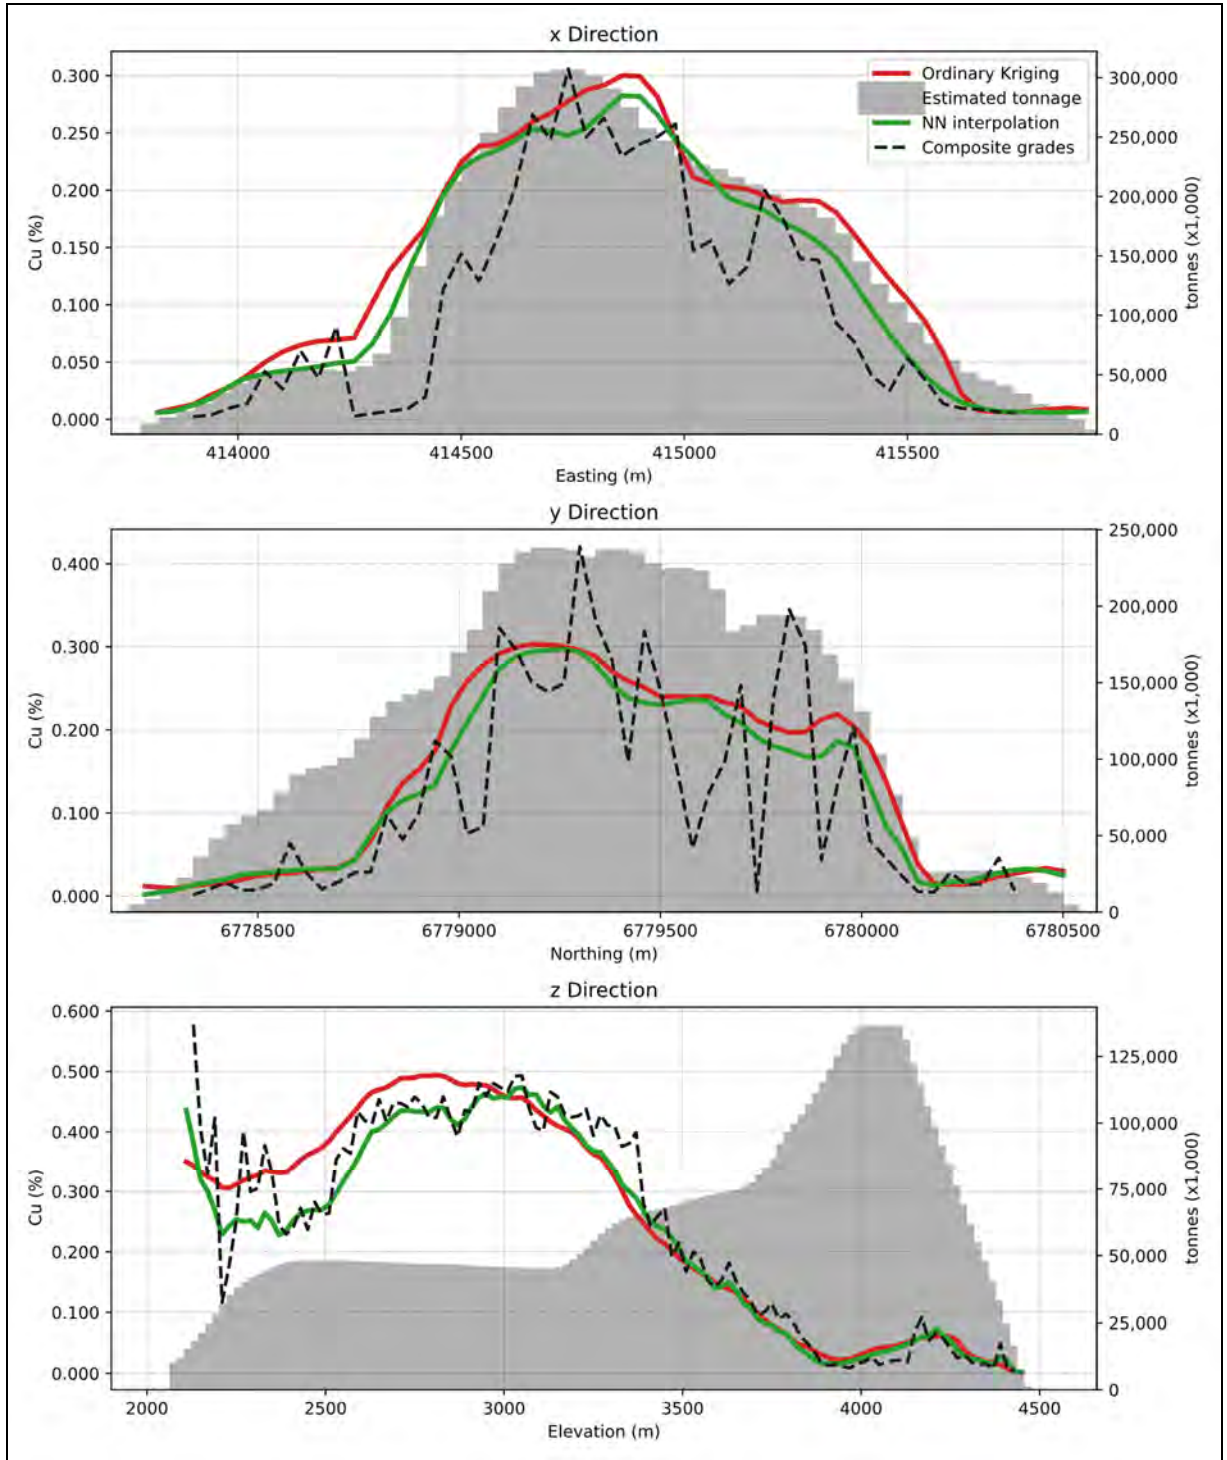 x Direction
Ordinary Kriging
Estimated tonnage
NN interpolation
Composite grades
0.300
0.250
0.200
0.150
0.100
0.050
0.000
Cu (%)
300,000
250,000
200,000
150,000
100,000
50,000
0
tonnes (x1,000)
414000 414500 415000 415500
Easting (m)
y Direction
0.400
0.300
0.200
0.100
0.000
Cu (%)
250,000
200,000
150,000
100,000
50,000
0
tonnes (x1,000)
6778500 6779000 6779500 6780000 6780500
Northing (m)
z Direction
0.600
0.500
0.400
0.300
0.200
0.100
0.000
Cu (%)
125,000
100,000
75,000
50,000
25,000
0
tonnes (x1,000)
2000 2500 3000 3500 4000 4500
Elevation (m)